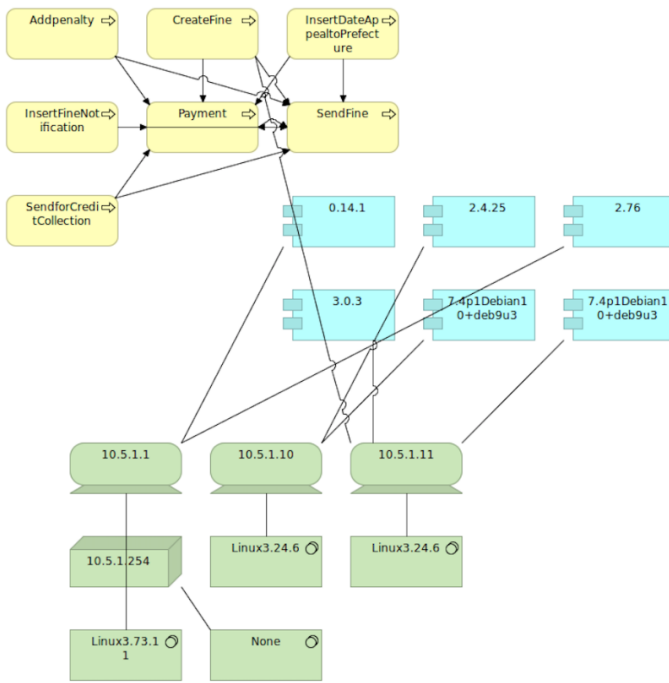 Addpenalty
CreateFine
InsertDateAp
pealtoPrefect
ure
InsertFineNot
ification
Payment
SendFine
SendforCredi
tCollection
0.14.1
2.4.25
2.76
3.0.3
7.4p1Debian1
0+deb9u3
7.4p1Debian1
0+deb9u3
10.5.1.1
10.5.1.10
10.5.1.11
10.5.1.254
Linux3.24.6
Linux3.24.6
Linux3.73.1
1
None